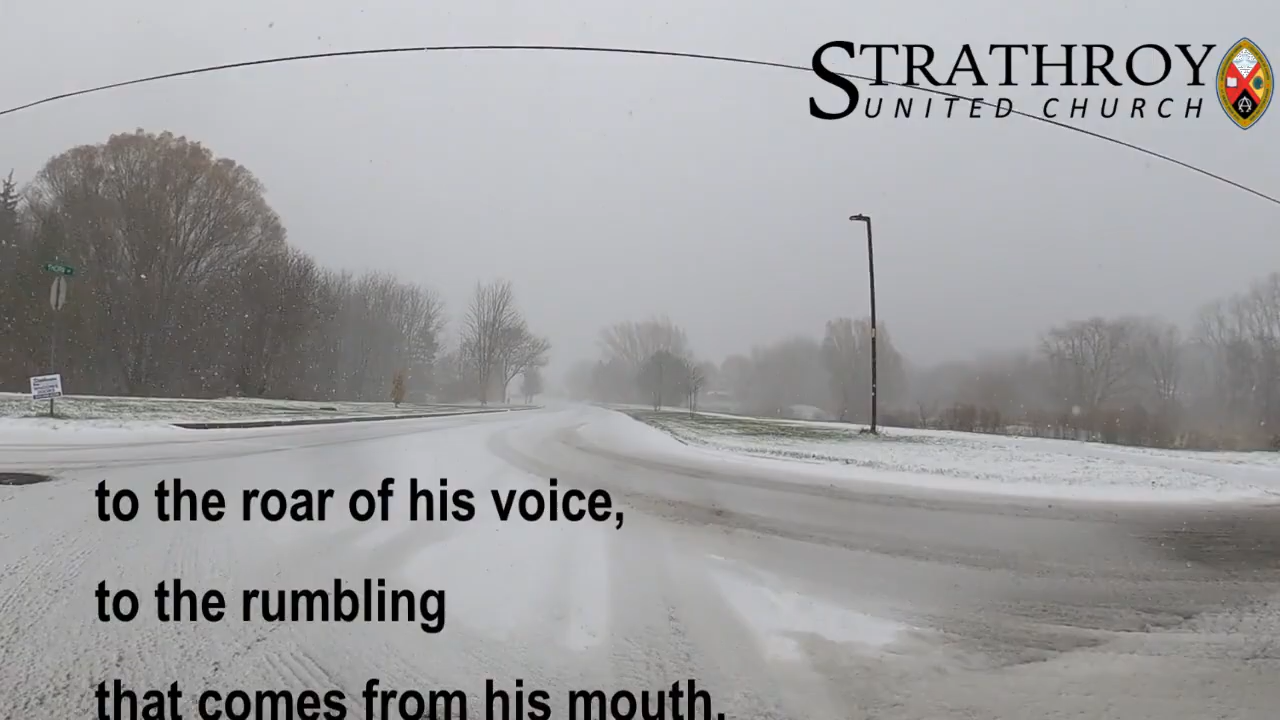 STRATHROY
UNITED CHURCH
to the roar of his voice,
to the rumbling
that comes from his mouth.